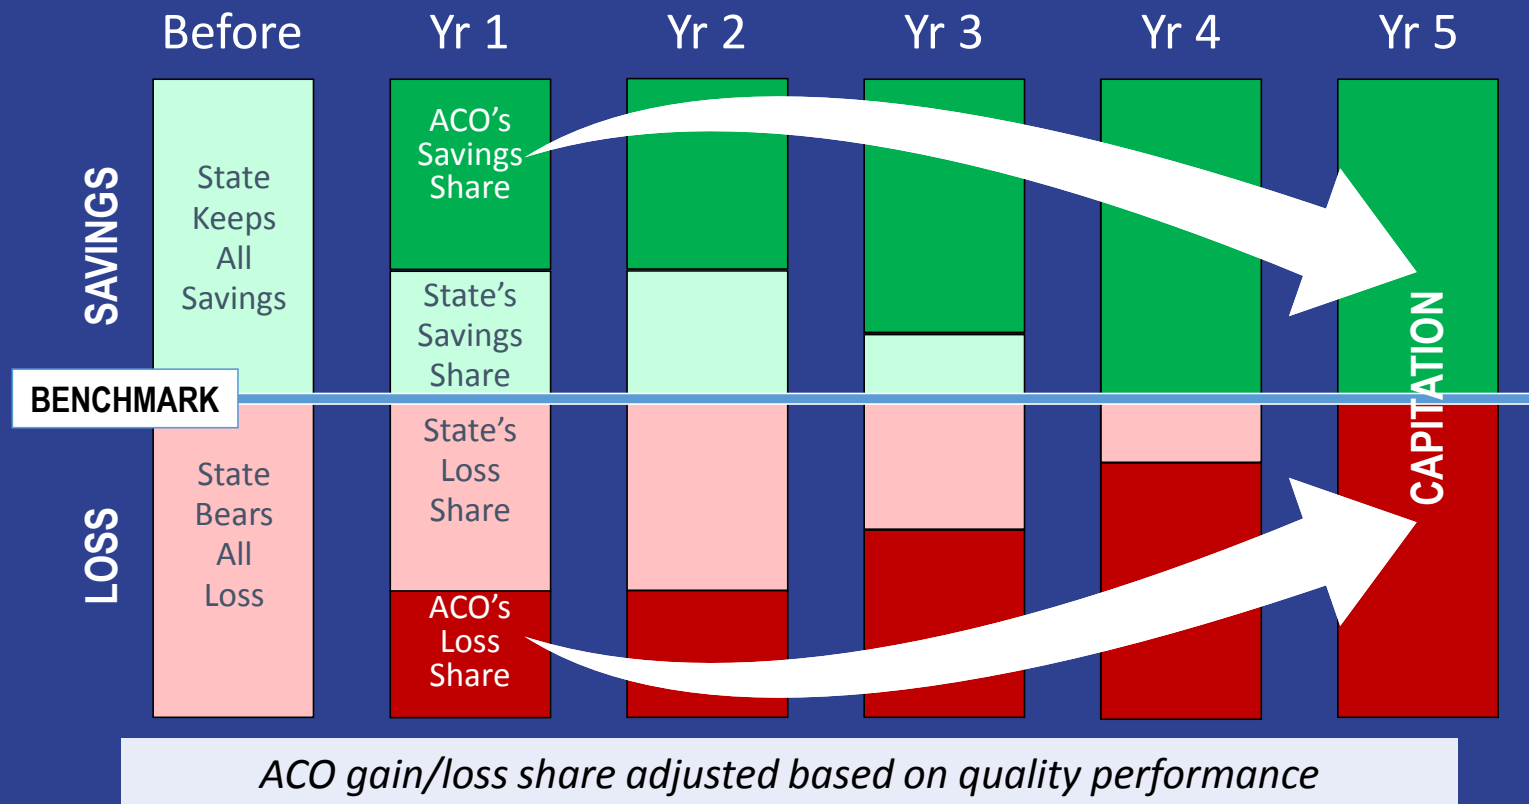 Before Yr 1 Yr 2 Yr 3 Yr 4 Yr 5
SAVINGS
State
Keeps
All
Savings
ACO's
Savings
Share
State's
Savings
Share
BENCHMARK
LOSS
State
Bears
All
Loss
State's
Loss
Share
ACO's
Loss
Share
CAPITATION
ACO gain/loss share adjusted based on quality performance